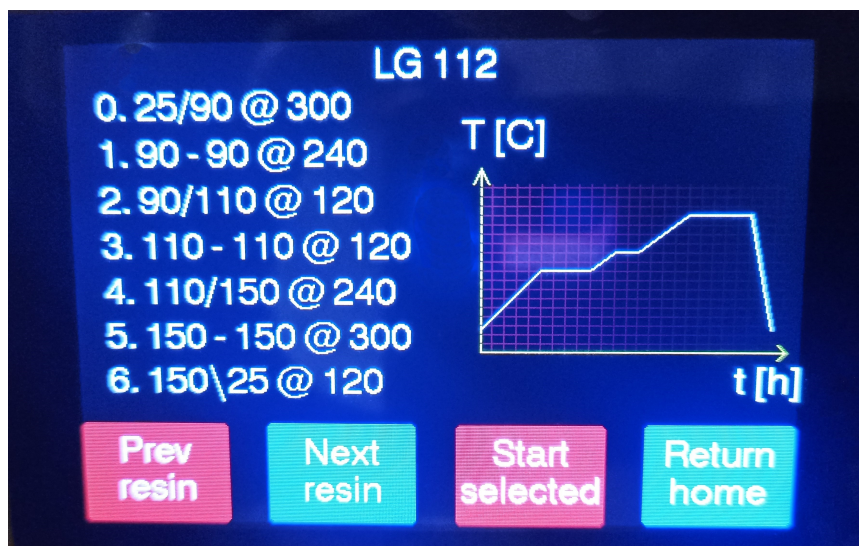 LG 112
0. 25/90 @ 300
1. 90 - 90 @ 240
2. 90/110 @ 120
3. 110 - 110 @ 120
4. 110/150 @ 240
5. 150 - 150 @ 300
6. 150\25 @ 120
T [C]
t [h]
Prev
resin
Next
resin
Start
selected
Return
home